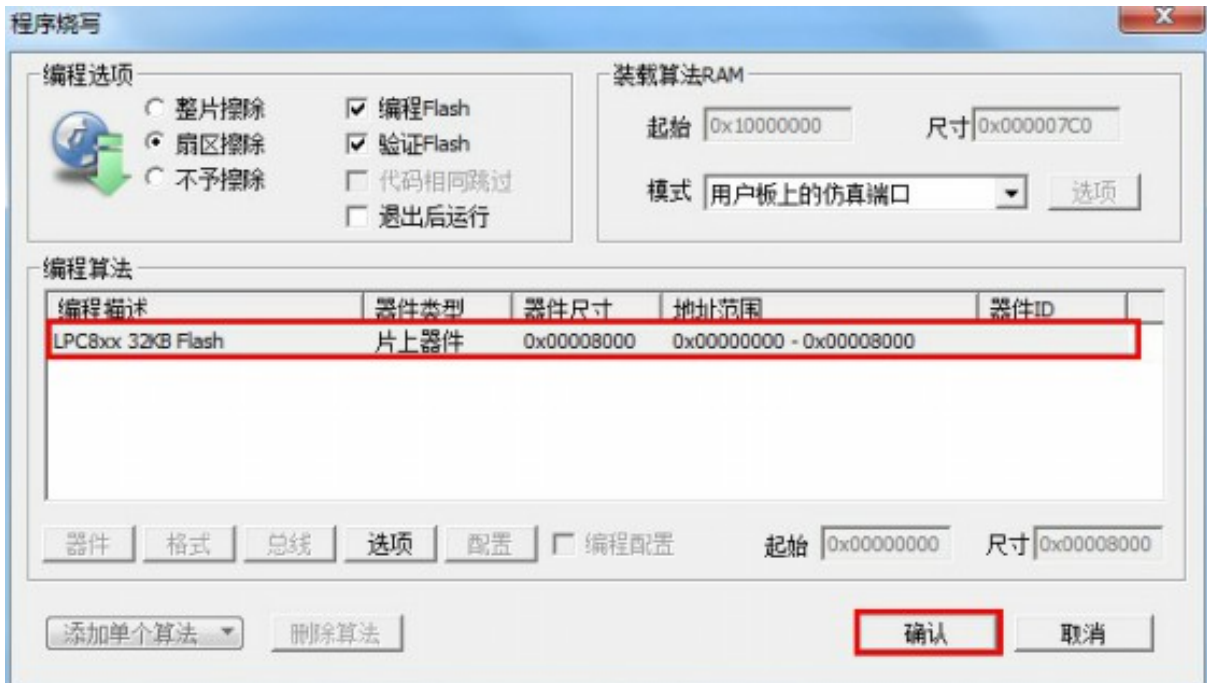 程序烧写
编程选项
整片擦除
扇区擦除
不予擦除
编程Flash
验证Flash
代码相同跳过
退出后运行
装载算法RAM
起始 0x10000000 尺寸 0x000007C0
模式 用户板上的仿真端口 选项
编程算法
编程描述 器件类型 器件尺寸 地址范围 器件ID
LPC8xx 32KB Flash 片上器件 0x00008000 0x00000000 - 0x00008000
器件 格式 总线 选项 配置 编程配置 起始 0x00000000 尺寸 0x00008000
添加单个算法 删除算法 确认 取消